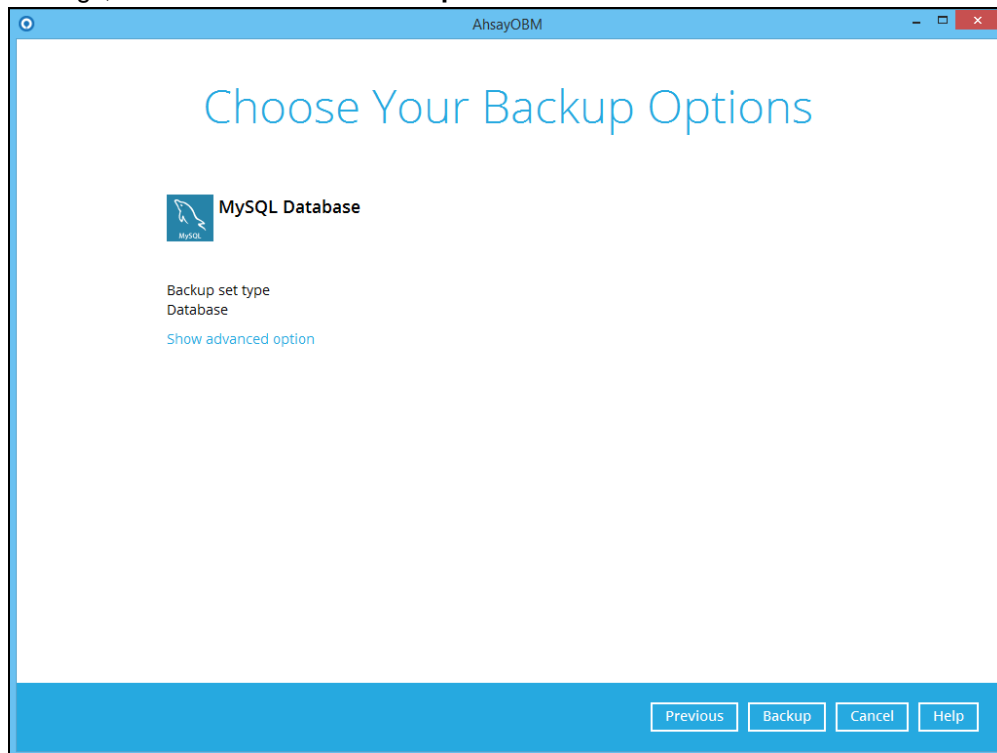 AhsayOBM
Choose Your Backup Options
MySQL Database
MySQL
Backup set type
Database
Show advanced option
Previous Backup Cancel Help